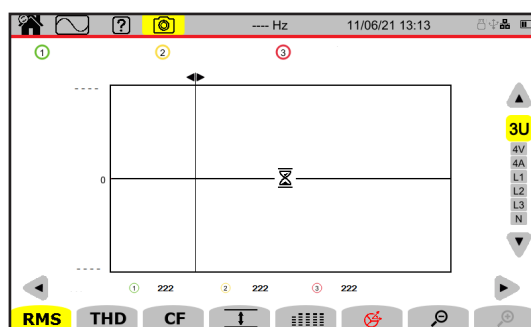 ? ---- Hz 11/06/21 13:13
1 2 3
----
3U
4V
4A
L1
L2
L3
N
0
----
1 222 2 222 3 222
RMS THD CF